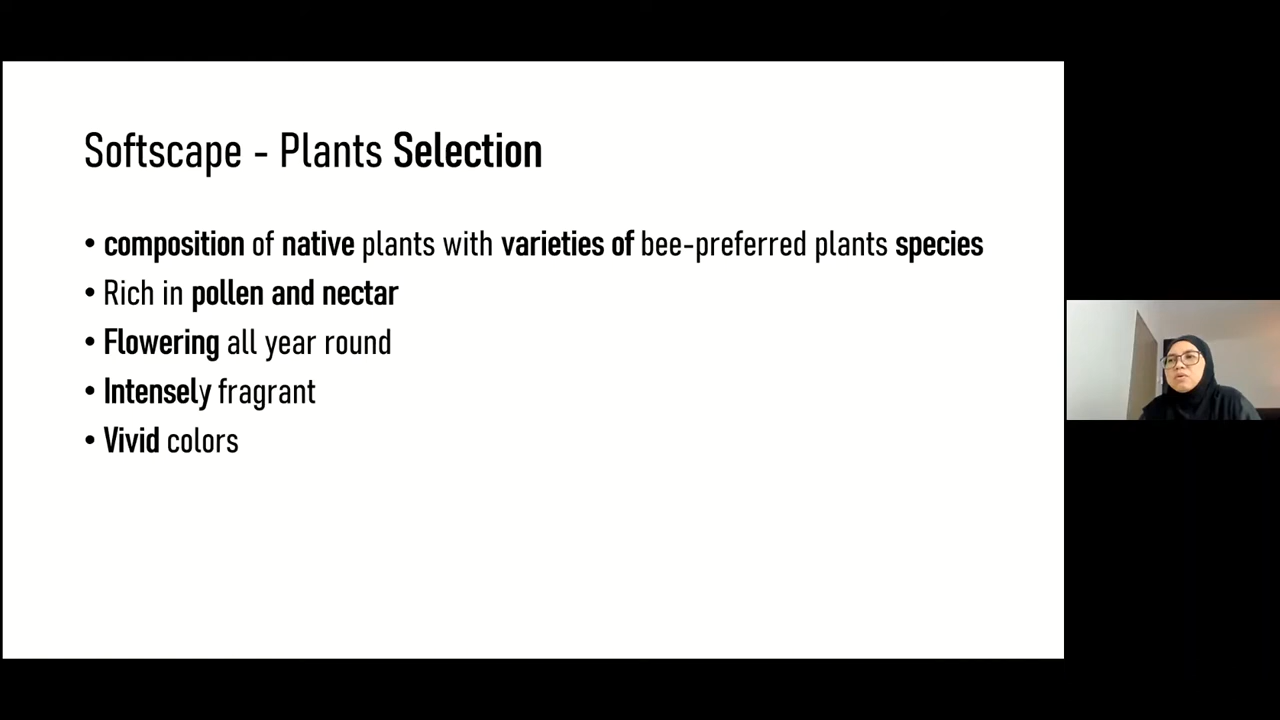 Softscape - Plants Selection
• composition of native plants with varieties of bee-preferred plants species
• Rich in pollen and nectar
• Flowering all year round
• Intensely fragrant
• Vivid colors